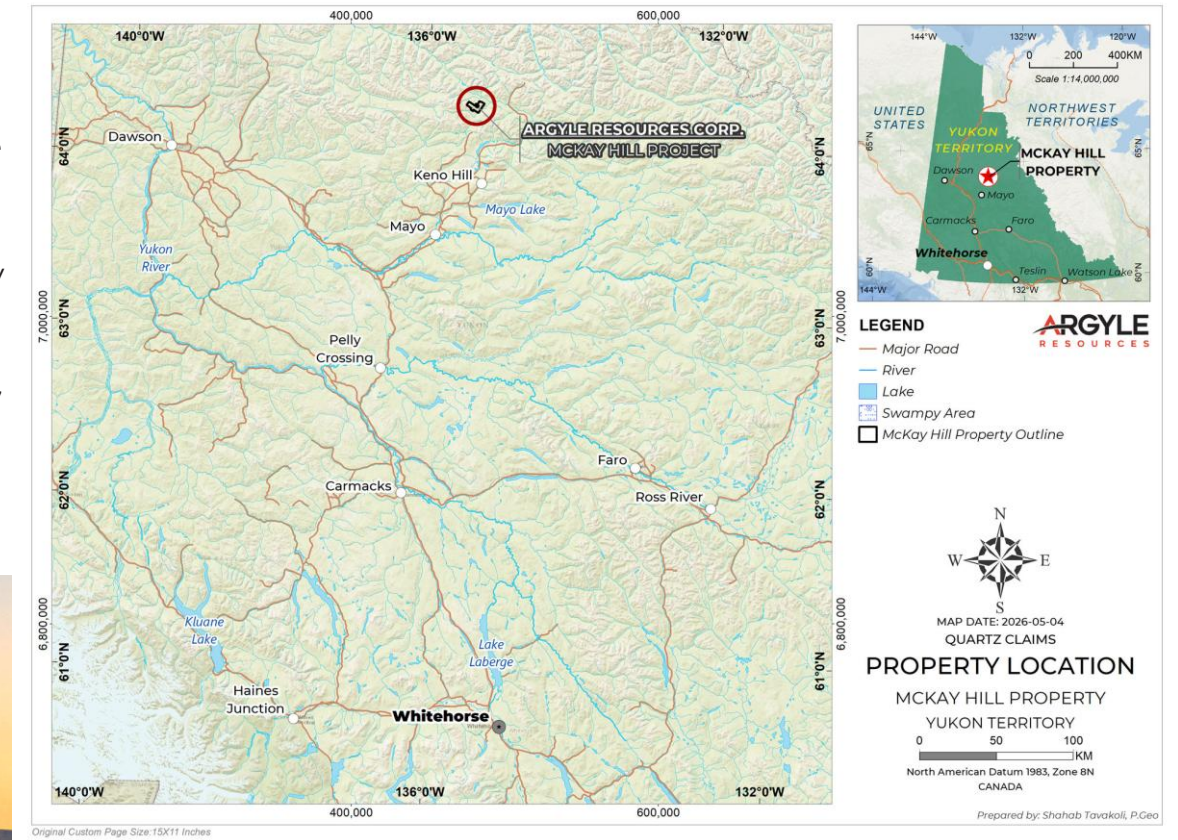 400,000
600,000
140°0'W
136°0'W
132°0'W
ARGYLE RESOURCES CORP.
MCKAY HILL PROJECT
Dawson
64°0'N
64°0'N
Keno Hill
Mayo Lake
Mayo
Yukon
River
7,000,000
63°0'N
63°0'N
7,000,000
YUKON
Pelly
Crossing
Faro
Carmacks
Ross River
62°0'N
62°0'N
Kluane
Lake
6,800,000
61°0'N
Lake
Laberge
61°0'N
6,800,000
Haines
Junction
Whitehorse
140°0'W
136°0'W
132°0'W
400,000
600,000
Original Custom Page Size:15X11 Inches
144°W
132°W
120°W
0 200 400KM
Scale 1:14,000,000
UNITED
STATES
NORTHWEST
TERRITORIES
YUKON
TERRITORY
65°N
65°N
MCKAY HILL
PROPERTY
Dawson
Mayo
Carmacks
Faro
Whitehorse
Teslin
Watson Lake
60°N
60°N
144°W
132°W
LEGEND
ARGYLE
RESOURCES
Major Road
River
Lake
Swampy Area
McKay Hill Property Outline
N
W E
S
MAP DATE: 2026-05-04
QUARTZ CLAIMS
PROPERTY LOCATION
MCKAY HILL PROPERTY
YUKON TERRITORY
0 50 100
KM
North American Datum 1983, Zone 8N
CANADA
Prepared by: Shahab Tavakoli, P.Geo